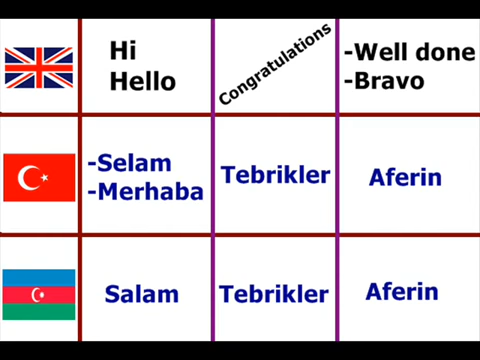 Hi
Hello
Congratulations
-Well done
-Bravo
-Selam
-Merhaba
Tebrikler
Aferin
Salam
Tebrikler
Aferin